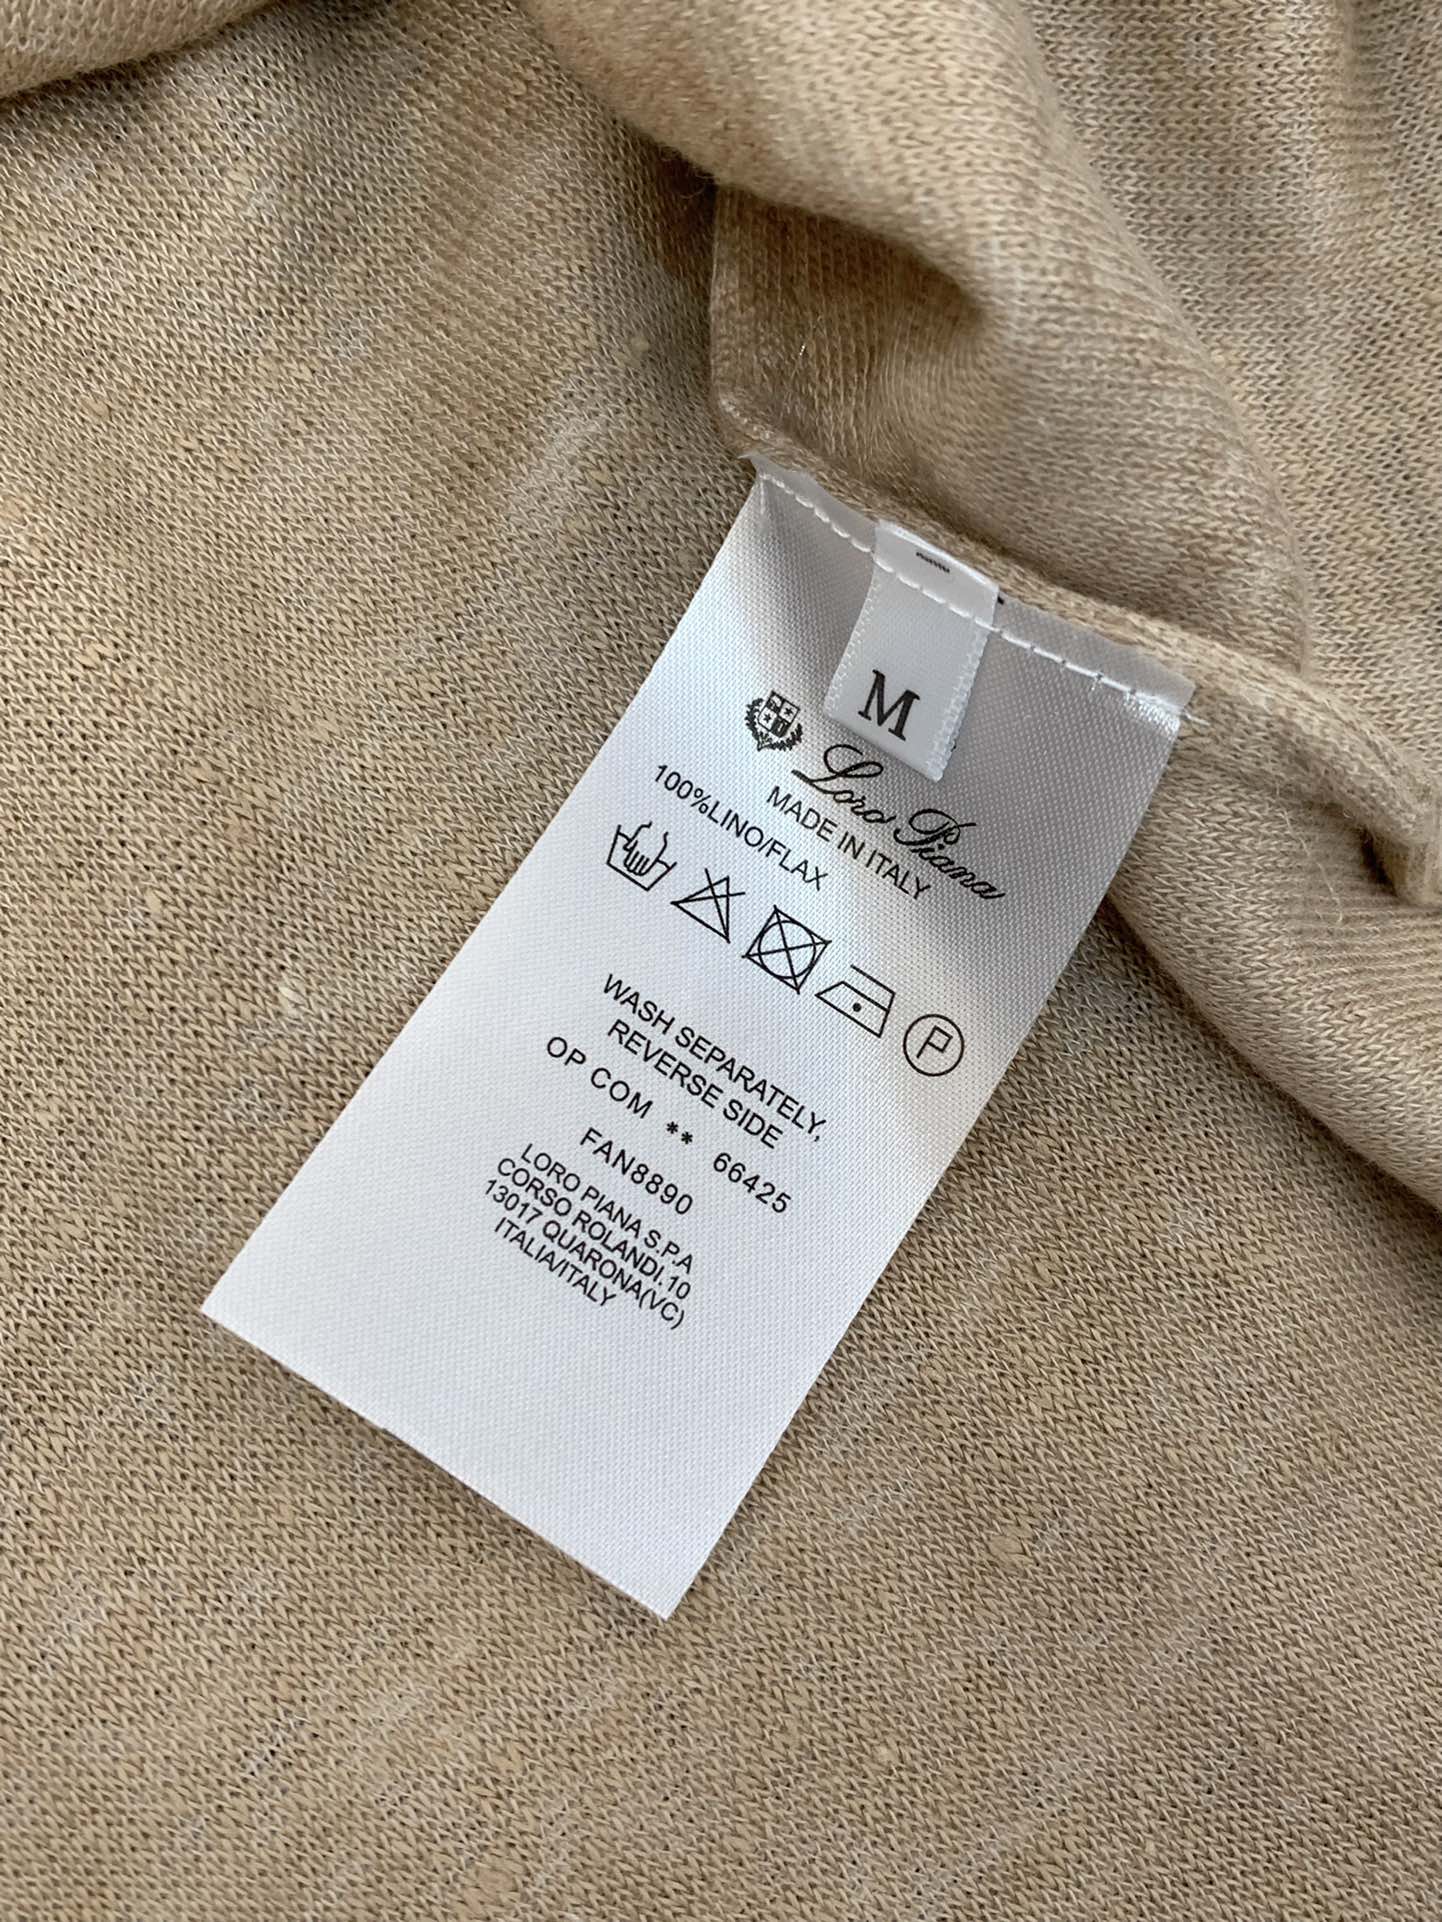 M
Loro Piana
MADE IN ITALY
100%LINO/FLAX
P
WASH SEPARATELY,
REVERSE SIDE
OP COM ** 66425
FAN8890
LORO PIANA S.P.A
CORSO ROLANDI.10
13017 QUARONA(VC)
ITALIA/ITALY